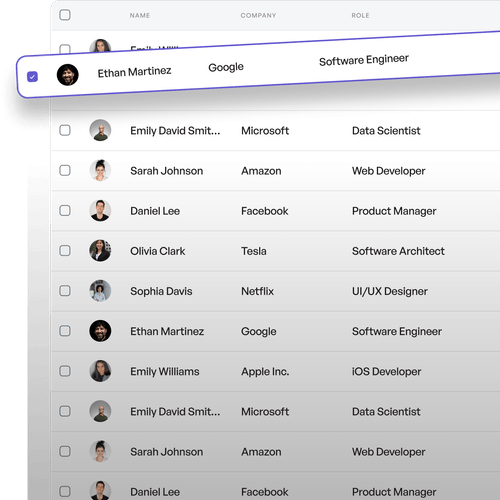 NAME COMPANY ROLE
Emily Willi
Ethan Martinez Google Software Engineer
Emily David Smit... Microsoft Data Scientist
Sarah Johnson Amazon Web Developer
Daniel Lee Facebook Product Manager
Olivia Clark Tesla Software Architect
Sophia Davis Netflix UI/UX Designer
Ethan Martinez Google Software Engineer
Emily Williams Apple Inc. iOS Developer
Emily David Smit... Microsoft Data Scientist
Sarah Johnson Amazon Web Developer
Daniel Lee Facebook Product Manager